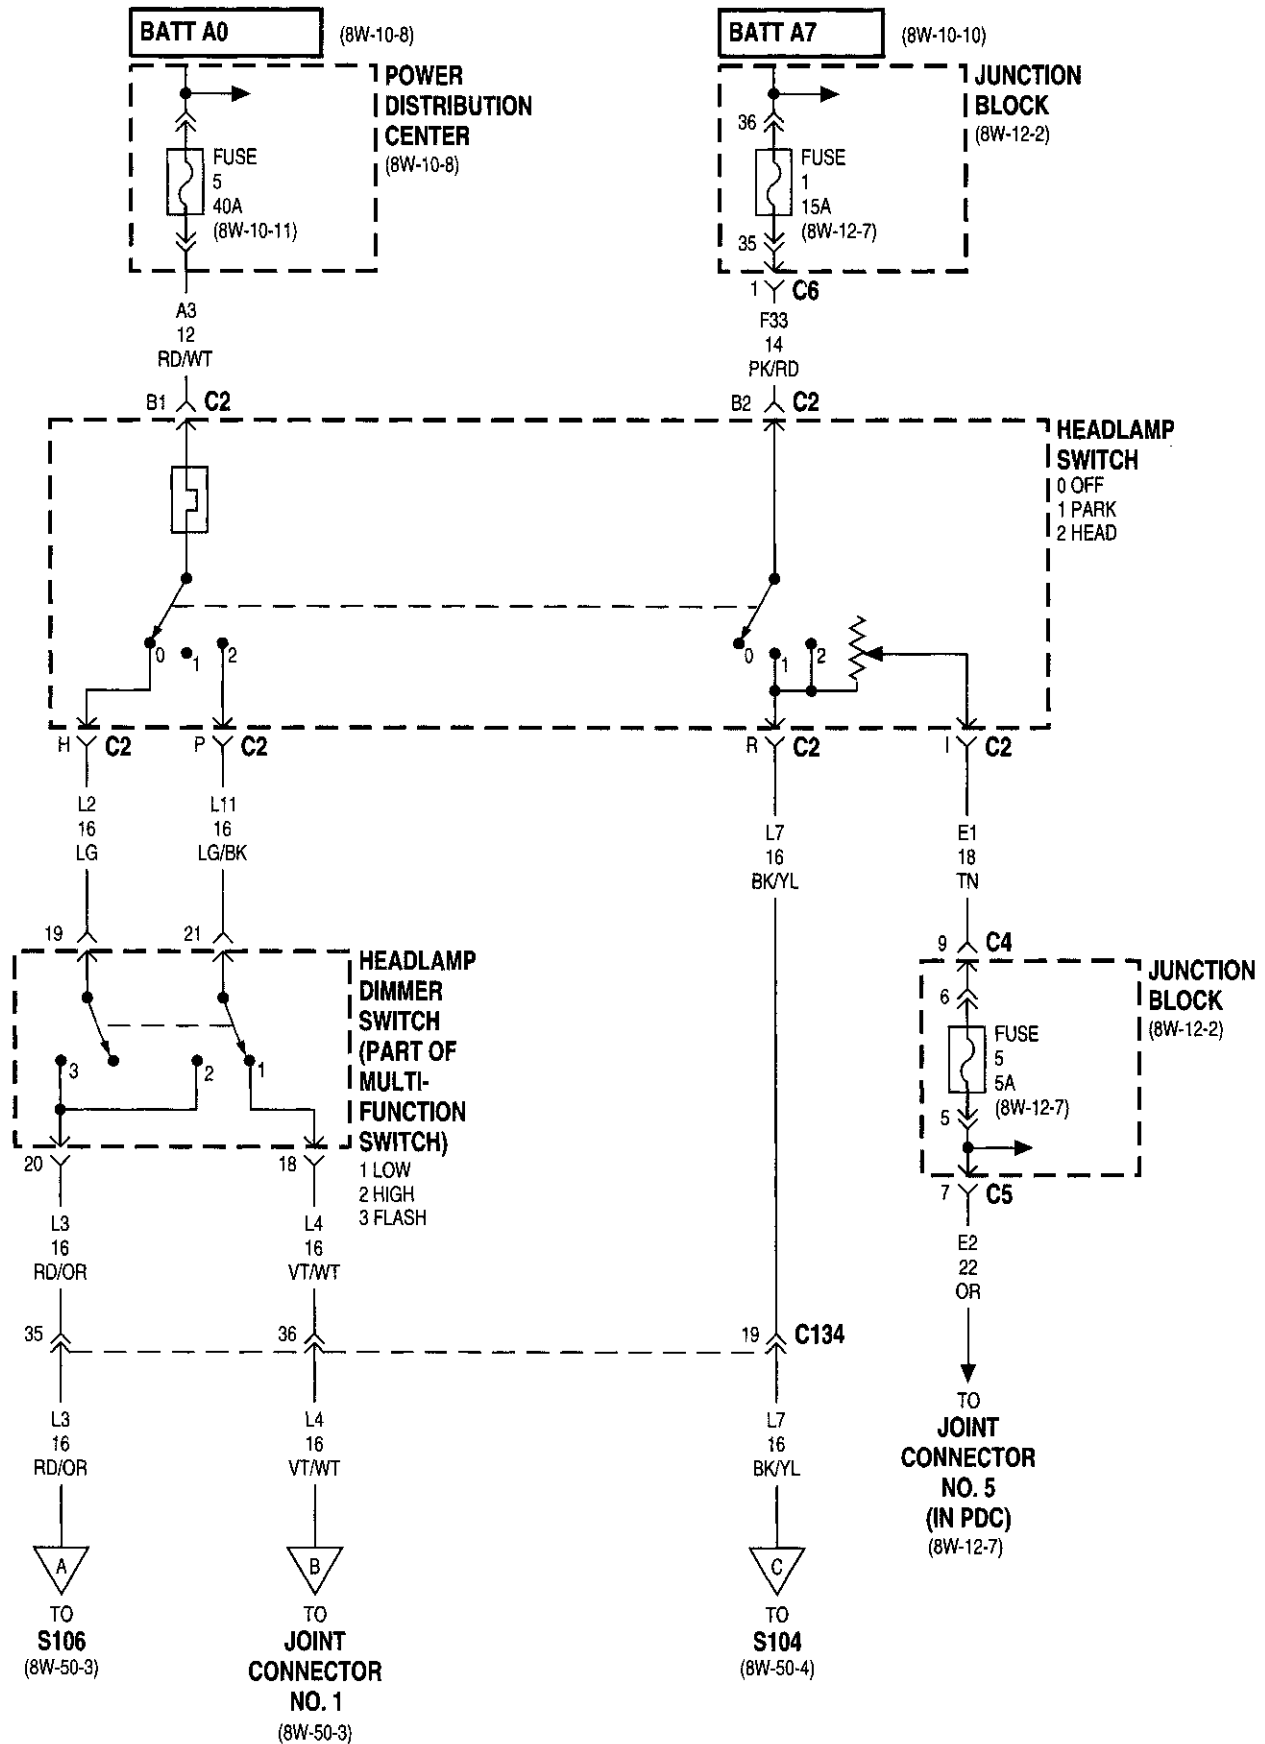 BATT A0
(8W-10-8)
BATT A7
(8W-10-10)
POWER
DISTRIBUTION
CENTER
(8W-10-8)
FUSE
5
40A
(8W-10-11)
JUNCTION
BLOCK
(8W-12-2)
36
FUSE
1
15A
(8W-12-7)
35
1 C6
A3
12
RD/WT
F33
14
PK/RD
B1 C2
B2 C2
HEADLAMP
SWITCH
0 OFF
1 PARK
2 HEAD
0 1 2
0 1 2
H C2
P C2
R C2
I C2
L2
16
LG
L11
16
LG/BK
L7
16
BK/YL
E1
18
TN
19
21
9 C4
HEADLAMP
DIMMER
SWITCH
(PART OF
MULTI-
FUNCTION
SWITCH)
1 LOW
2 HIGH
3 FLASH
3
2 1
JUNCTION
BLOCK
(8W-12-2)
6
FUSE
5
5A
(8W-12-7)
5
20
18
7 C5
L3
16
RD/OR
L4
16
VT/WT
E2
22
OR
35
36
19 C134
L3
16
RD/OR
L4
16
VT/WT
L7
16
BK/YL
TO
JOINT
CONNECTOR
NO. 5
(IN PDC)
(8W-12-7)
A
TO
S106
(8W-50-3)
B
TO
JOINT
CONNECTOR
NO. 1
(8W-50-3)
C
TO
S104
(8W-50-4)